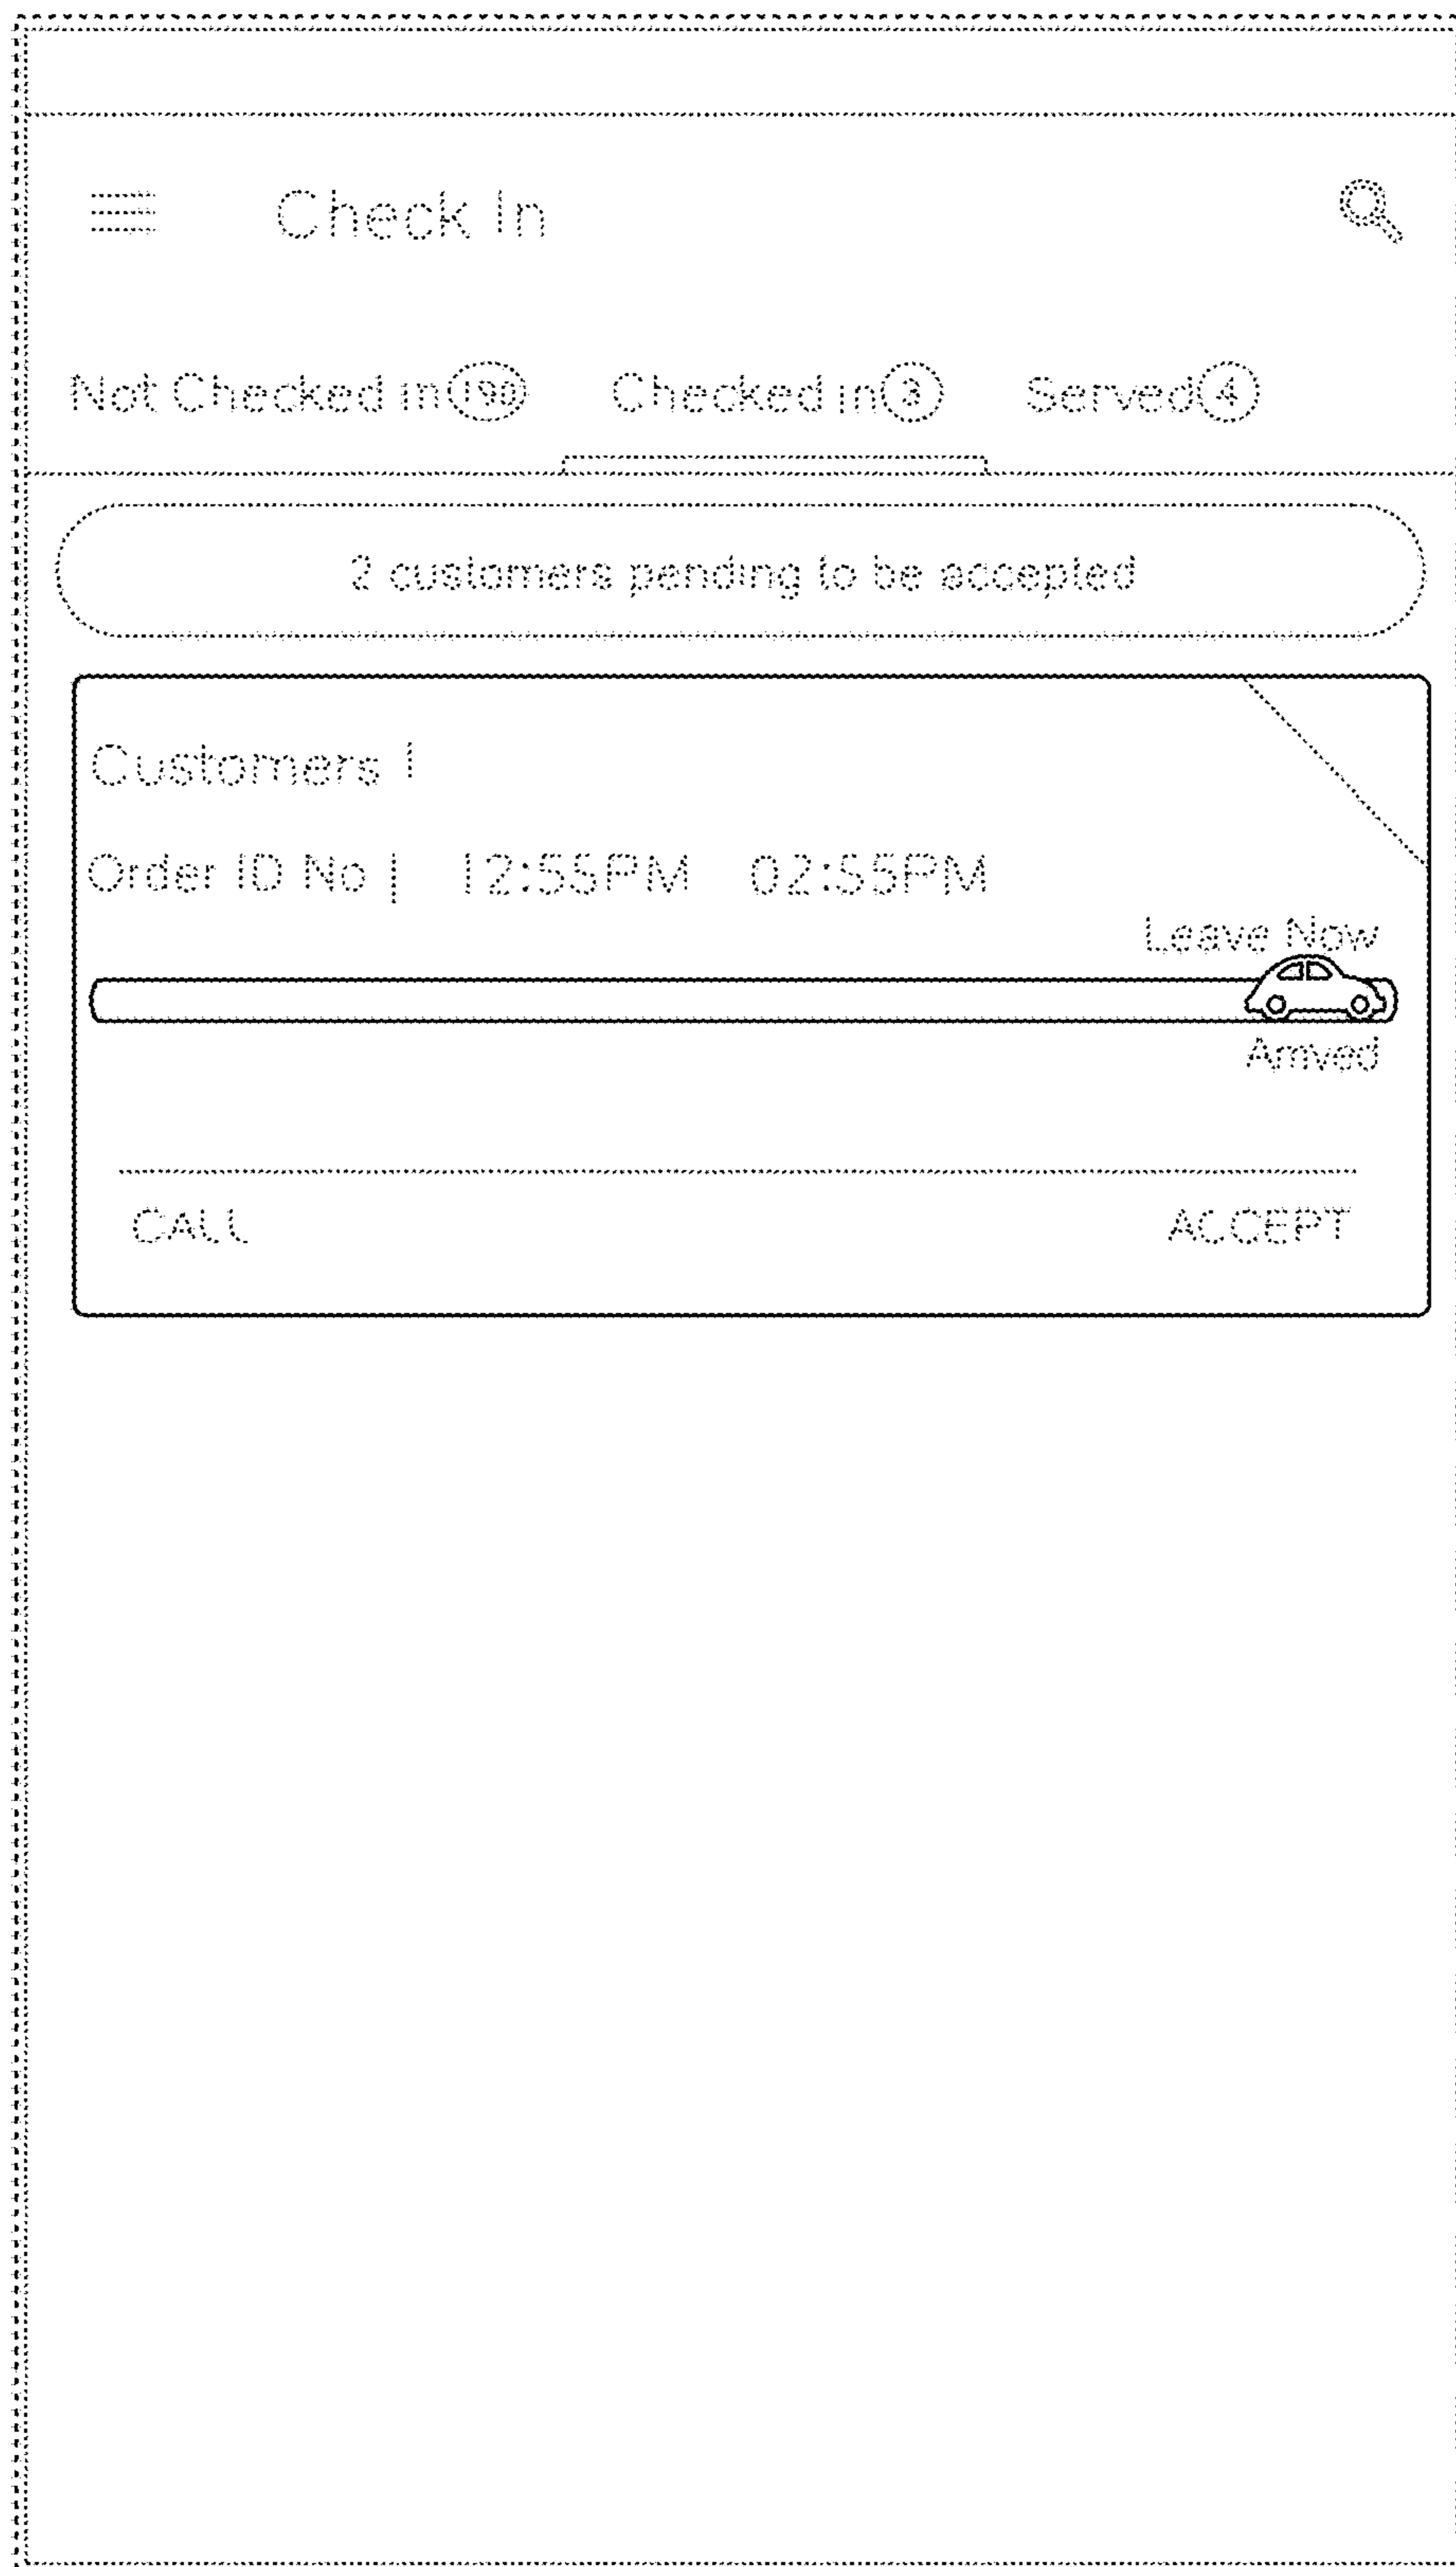 Check In
Not Checked in 190 Checked in 3 Served 4
2 customers pending to be accepted
Customers 1
Order ID No | 12:55PM 02:55PM
Leave Now
Arrived
CALL ACCEPT